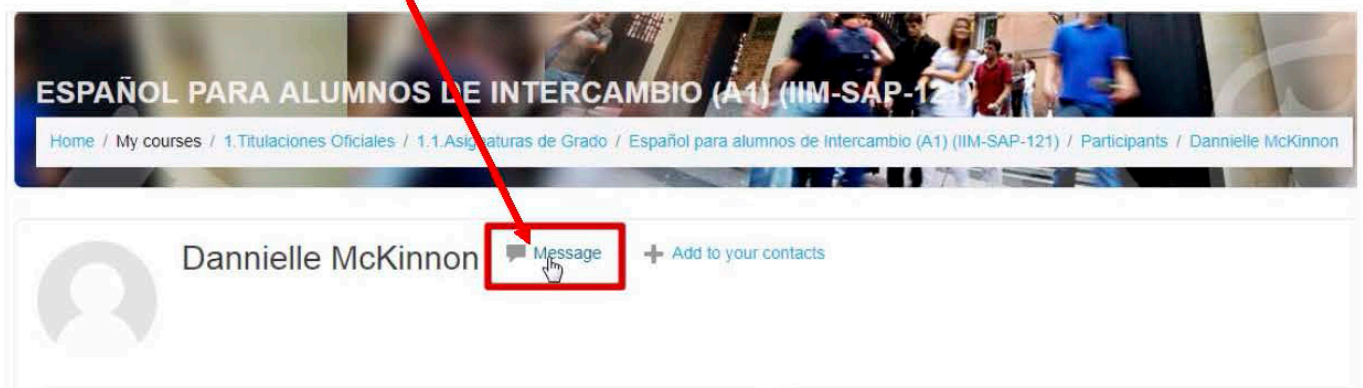 ESPAÑOL PARA ALUMNOS DE INTERCAMBIO (A1) (IIM-SAP-121)
Home / My courses / 1.Titulaciones Oficiales / 1.1.Asignaturas de Grado / Español para alumnos de Intercambio (A1) (IIM-SAP-121) / Participants / Dannielle McKinnon
Dannielle McKinnon Message Add to your contacts